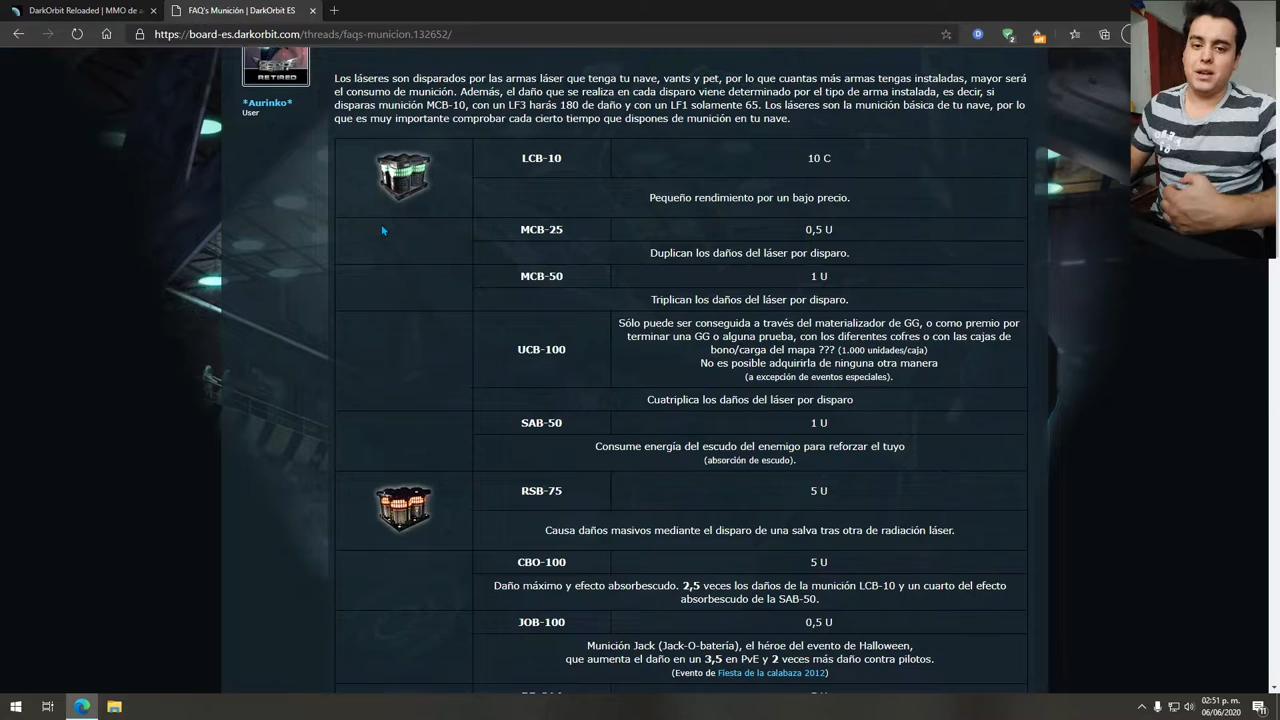 DarkOrbit Reloaded | MMO de a
FAQ's Munición | DarkOrbit ES
https://board-es.darkorbit.com/threads/faqs-municion.132652/
RETIRED
*Aurinko*
User
Los láseres son disparados por las armas láser que tenga tu nave, vants y pet, por lo que cuantas más armas tengas instaladas, mayor será
el consumo de munición. Además, el daño que se realiza en cada disparo viene determinado por el tipo de arma instalada, es decir, si
disparas munición MCB-10, con un LF3 harás 180 de daño y con un LF1 solamente 65. Los láseres son la munición básica de tu nave, por lo
que es muy importante comprobar cada cierto tiempo que dispones de munición en tu nave.
LCB-10
10 C
Pequeño rendimiento por un bajo precio.
MCB-25
0,5 U
Duplican los daños del láser por disparo.
MCB-50
1 U
Triplican los daños del láser por disparo.
UCB-100
Sólo puede ser conseguida a través del materializador de GG, o como premio por
terminar una GG o alguna prueba, con los diferentes cofres o con las cajas de
bono/carga del mapa ??? (1.000 unidades/caja)
No es posible adquirirla de ninguna otra manera
(a excepción de eventos especiales).
Cuatriplica los daños del láser por disparo
SAB-50
1 U
Consume energía del escudo del enemigo para reforzar el tuyo
(absorción de escudo).
RSB-75
5 U
Causa daños masivos mediante el disparo de una salva tras otra de radiación láser.
CBO-100
5 U
Daño máximo y efecto absorbescudo. 2,5 veces los daños de la munición LCB-10 y un cuarto del efecto
absorbescudo de la SAB-50.
JOB-100
0,5 U
Munición Jack (Jack-O-batería), el héroe del evento de Halloween,
que aumenta el daño en un 3,5 en PvE y 2 veces más daño contra pilotos.
(Evento de Fiesta de la calabaza 2012)
02:51 p. m.
06/06/2020